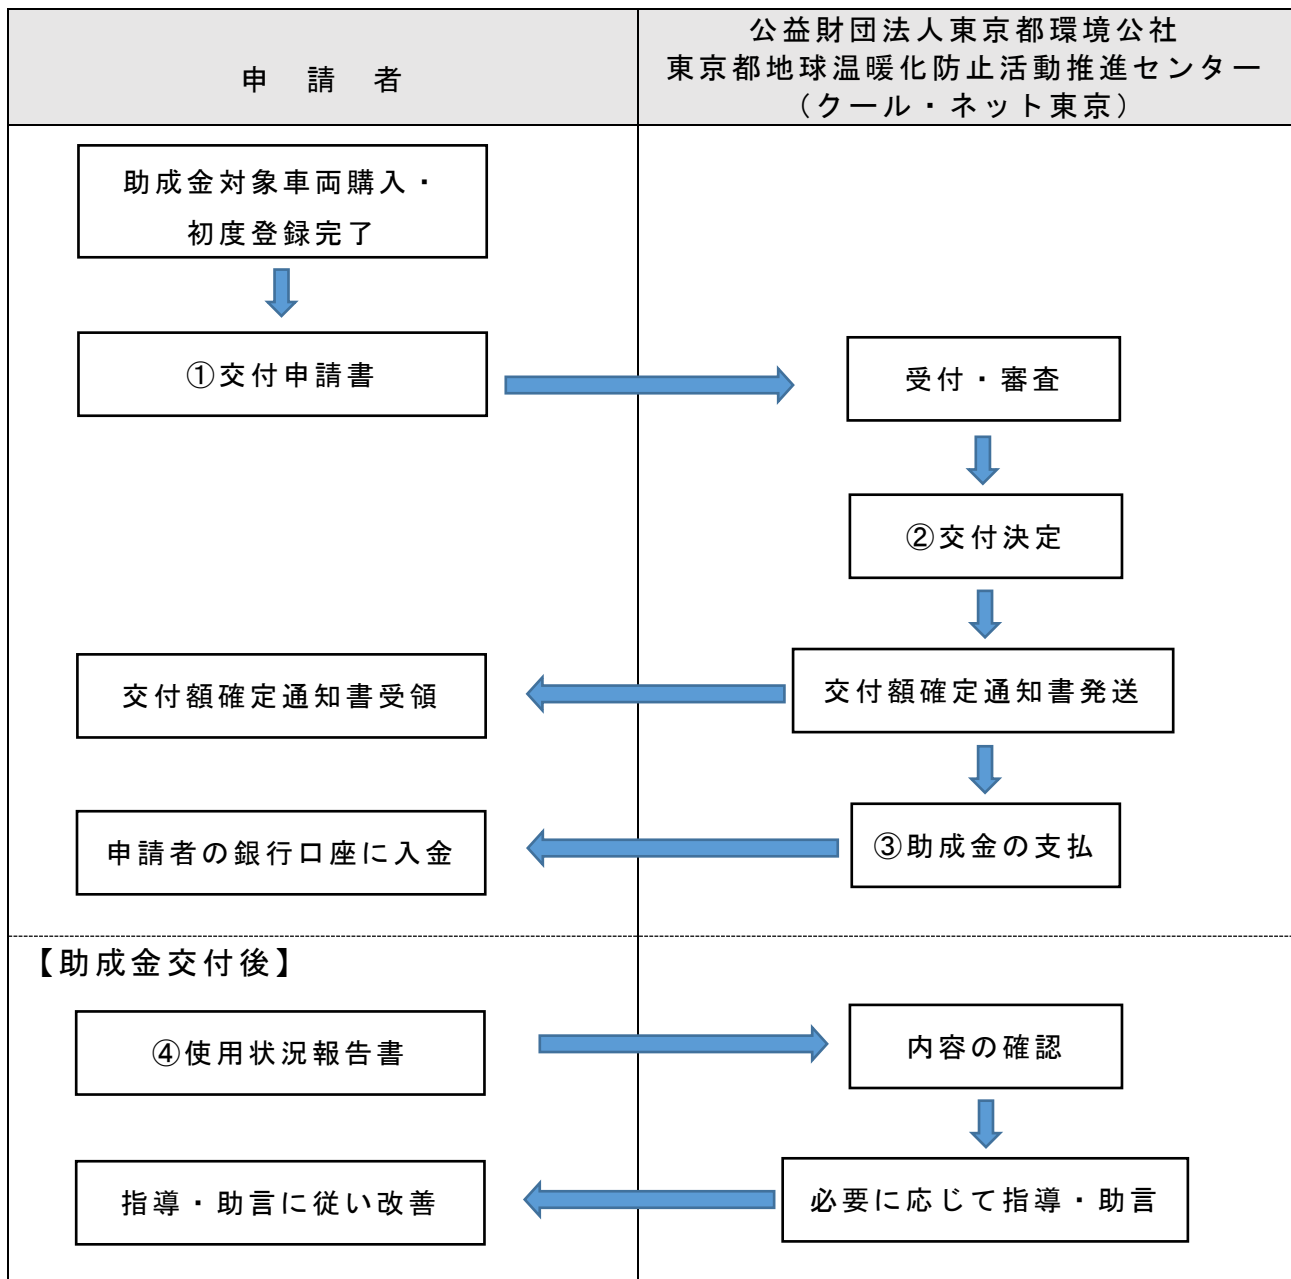 申 請 者
公益財団法人東京都環境公社
東京都地球温暖化防止活動推進センター
（クール・ネット東京）
助成金対象車両購入・
初度登録完了
①交付申請書
受付・審査
②交付決定
交付額確定通知書受領
交付額確定通知書発送
申請者の銀行口座に入金
③助成金の支払
【助成金交付後】
④使用状況報告書
内容の確認
指導・助言に従い改善
必要に応じて指導・助言